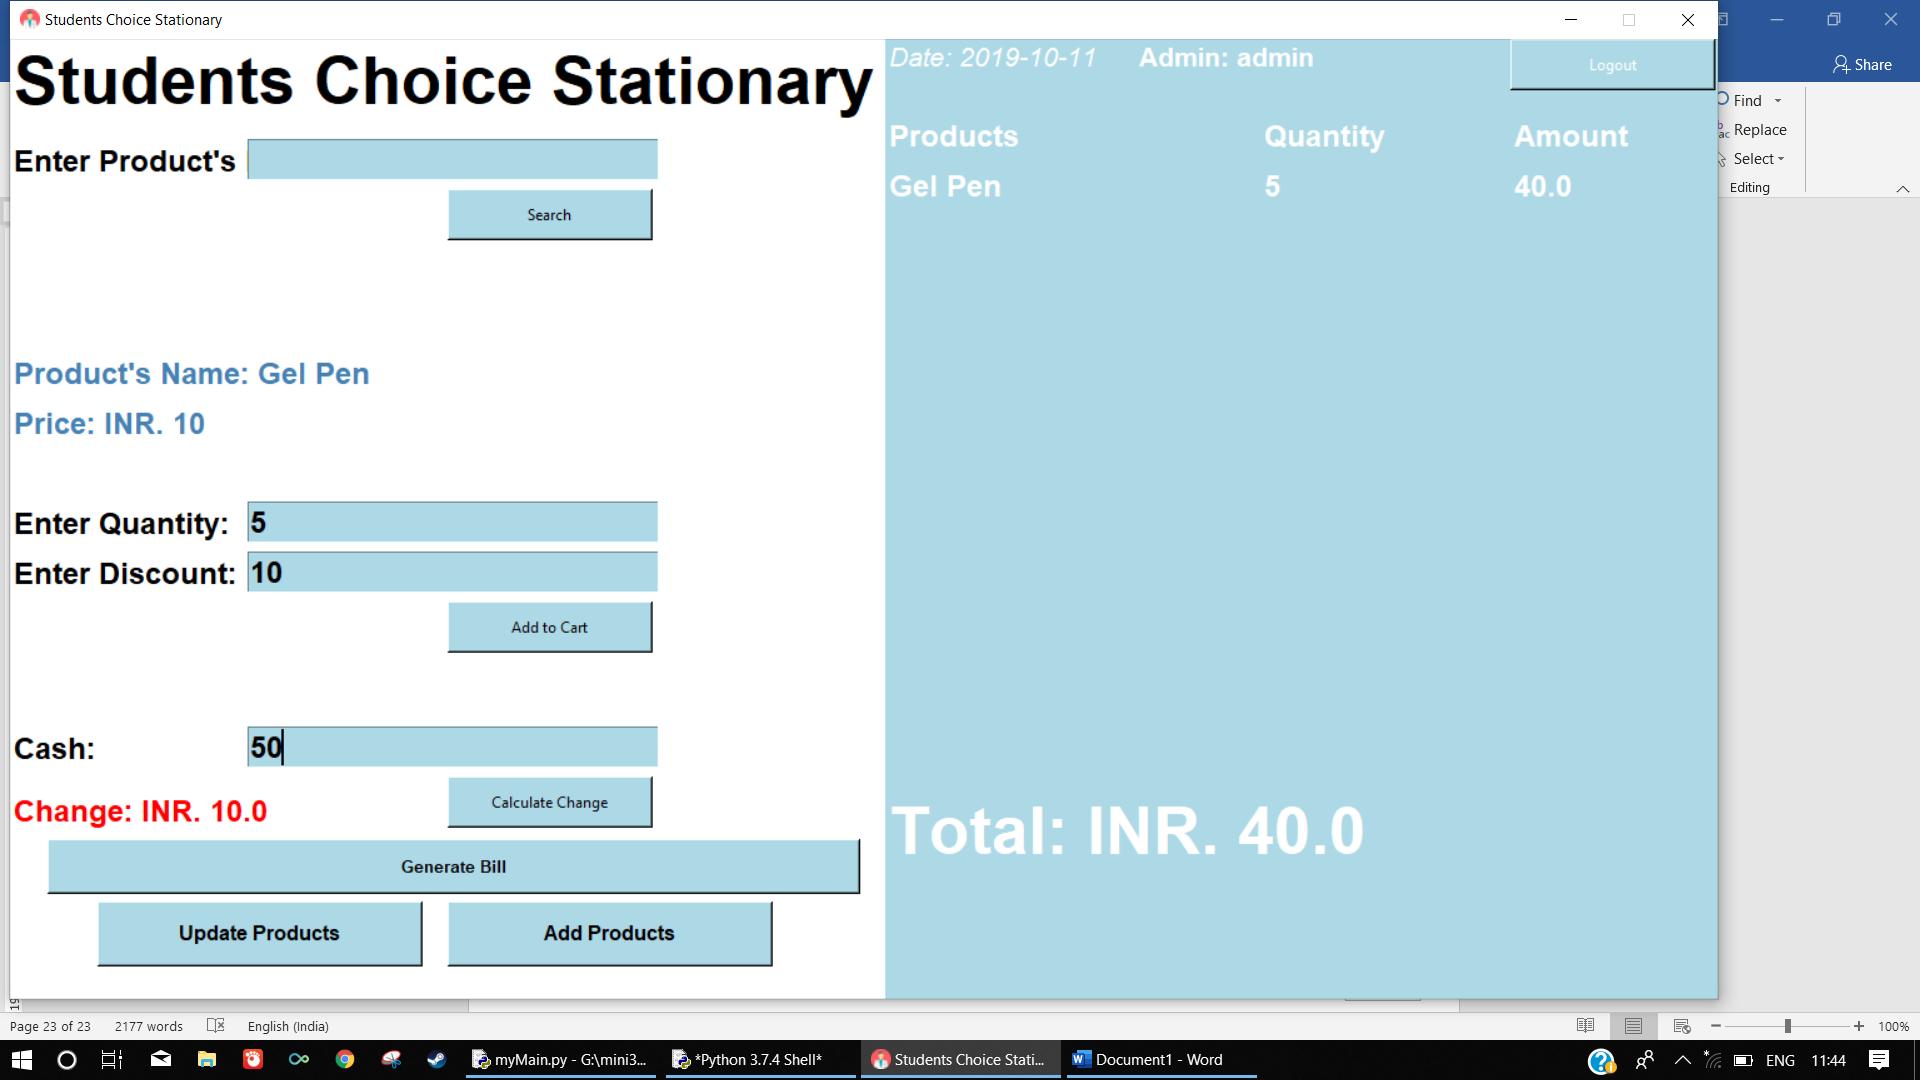 Students Choice Stationary
Students Choice Stationary
Enter Product's
Search
Product's Name: Gel Pen
Price: INR. 10
Enter Quantity: 5
Enter Discount: 10
Add to Cart
Cash: 50
Change: INR. 10.0
Calculate Change
Generate Bill
Update Products
Add Products
Date: 2019-10-11 Admin: admin
Logout
Products Quantity Amount
Gel Pen 5 40.0
Total: INR. 40.0
Share
Find
Replace
Select
Editing
19
Page 23 of 23 2177 words English (India)
100%
myMain.py - G:\mini3...
*Python 3.7.4 Shell*
Students Choice Stati...
Document1 - Word
ENG 11:44